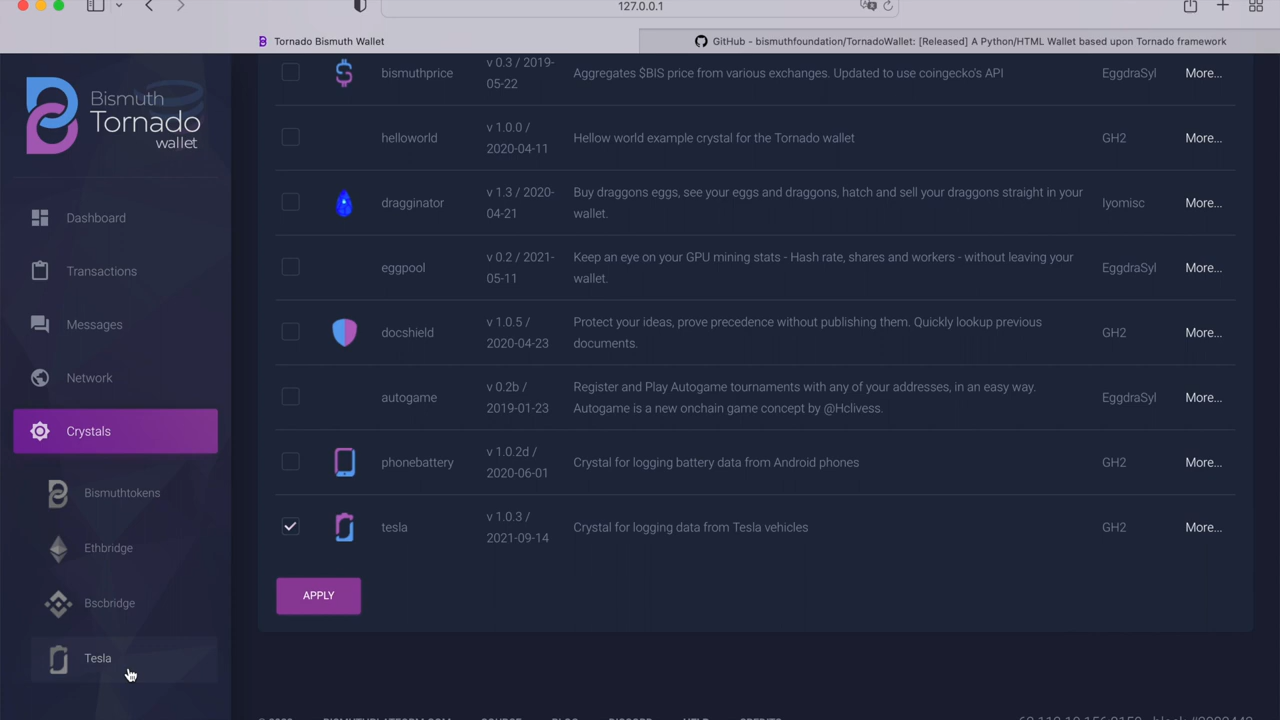 127.0.0.1
Tornado Bismuth Wallet
GitHub - bismuthfoundation/TornadoWallet: [Released] A Python/HTML Wallet based upon Tornado framework
Bismuth
Tornado
wallet
Dashboard
Transactions
Messages
Network
Crystals
Bismuthtokens
Ethbridge
Bscbridge
Tesla
bismuthprice
v 0.3 / 2019-
05-22
Aggregates $BIS price from various exchanges. Updated to use coingecko's API
EggdraSyl
More...
helloworld
v 1.0.0 /
2020-04-11
Hellow world example crystal for the Tornado wallet
GH2
More...
dragginator
v 1.3 / 2020-
04-21
Buy draggons eggs, see your eggs and draggons, hatch and sell your draggons straight in your
wallet.
Iyomisc
More...
eggpool
v 0.2 / 2021-
05-11
Keep an eye on your GPU mining stats - Hash rate, shares and workers - without leaving your
wallet.
EggdraSyl
More...
docshield
v 1.0.5 /
2020-04-23
Protect your ideas, prove precedence without publishing them. Quickly lookup previous
documents.
GH2
More...
autogame
v 0.2b /
2019-01-23
Register and Play Autogame tournaments with any of your addresses, in an easy way.
Autogame is a new onchain game concept by @Hclivess.
EggdraSyl
More...
phonebattery
v 1.0.2d /
2020-06-01
Crystal for logging battery data from Android phones
GH2
More...
tesla
v 1.0.3 /
2021-09-14
Crystal for logging data from Tesla vehicles
GH2
More...
APPLY